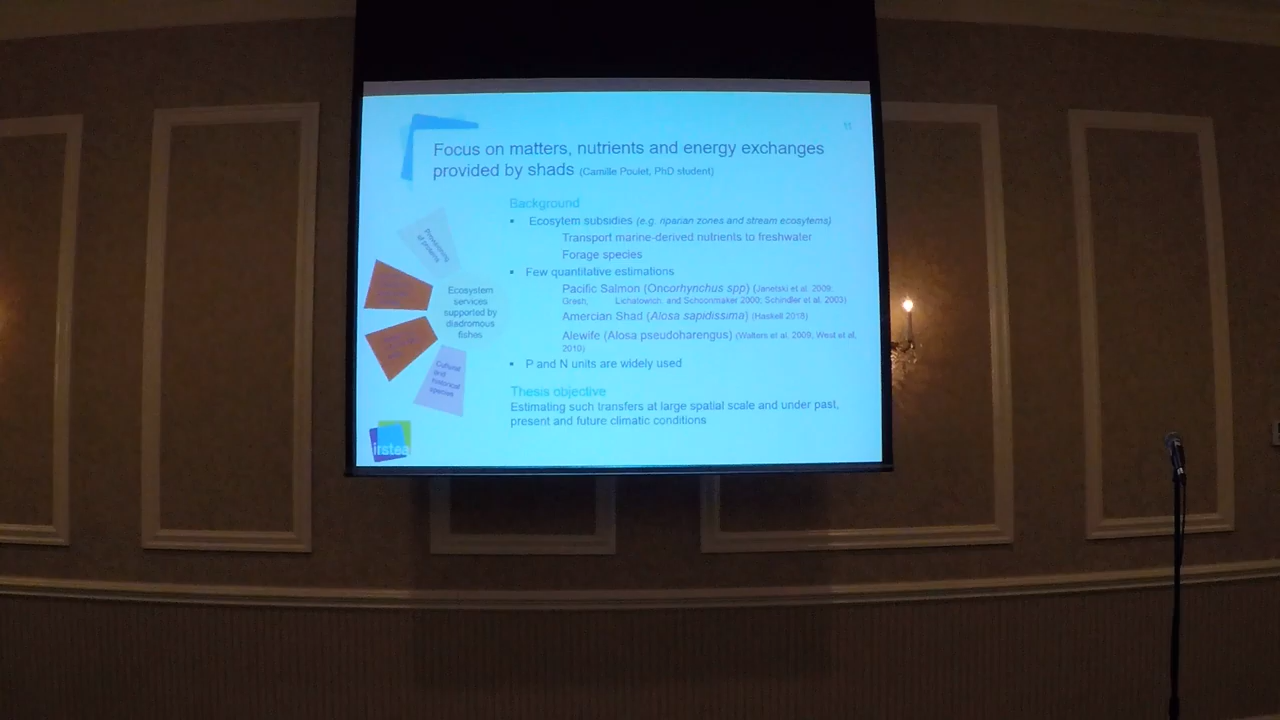 11
Focus on matters, nutrients and energy exchanges
provided by shads (Camille Poulet, PhD student)
Background
Ecosytem subsidies (e.g. riparian zones and stream ecosytems)
Transport marine-derived nutrients to freshwater
Forage species
Few quantitative estimations
Pacific Salmon (Oncorhynchus spp) (Janetski et al. 2009;
Gresh, Lichatowich, and Schoonmaker 2000; Schindler et al. 2003)
Amercian Shad (Alosa sapidissima) (Haskell 2018)
Alewife (Alosa pseudoharengus) (Walters et al. 2009; West et al.
2010)
P and N units are widely used
Thesis objective
Estimating such transfers at large spatial scale and under past,
present and future climatic conditions
Provisioning
of proteins
Ecosystem
services
supported by
diadromous
fishes
Cultural
and
historical
species
irstea